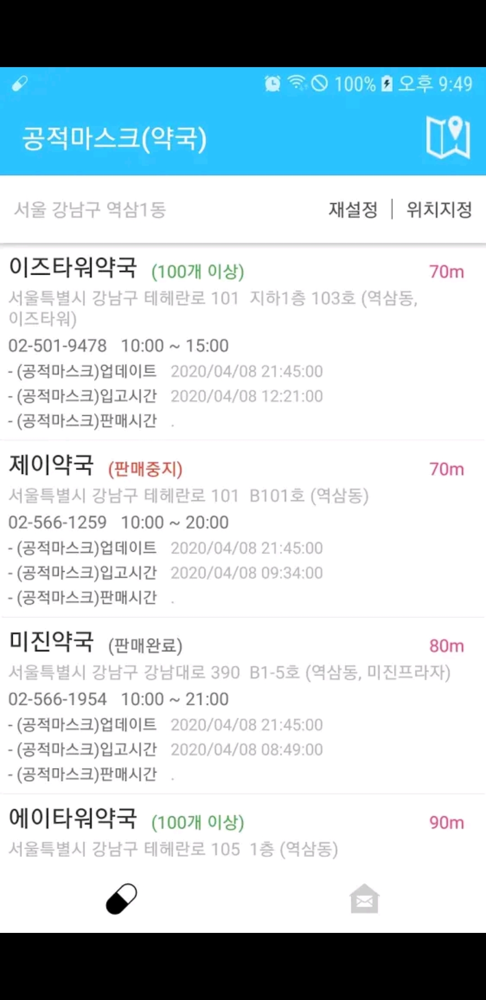 100% 오후 9:49
공적마스크(약국)
서울 강남구 역삼1동 재설정 | 위치지정
이즈타워약국 (100개 이상) 70m
서울특별시 강남구 테헤란로 101 지하1층 103호 (역삼동,
이즈타워)
02-501-9478 10:00 ~ 15:00
- (공적마스크)업데이트 2020/04/08 21:45:00
- (공적마스크)입고시간 2020/04/08 12:21:00
- (공적마스크)판매시간 .
제이약국 (판매중지) 70m
서울특별시 강남구 테헤란로 101 B101호 (역삼동)
02-566-1259 10:00 ~ 20:00
- (공적마스크)업데이트 2020/04/08 21:45:00
- (공적마스크)입고시간 2020/04/08 09:34:00
- (공적마스크)판매시간 .
미진약국 (판매완료) 80m
서울특별시 강남구 강남대로 390 B1-5호 (역삼동, 미진프라자)
02-566-1954 10:00 ~ 21:00
- (공적마스크)업데이트 2020/04/08 21:45:00
- (공적마스크)입고시간 2020/04/08 08:49:00
- (공적마스크)판매시간 .
에이타워약국 (100개 이상) 90m
서울특별시 강남구 테헤란로 105 1층 (역삼동)